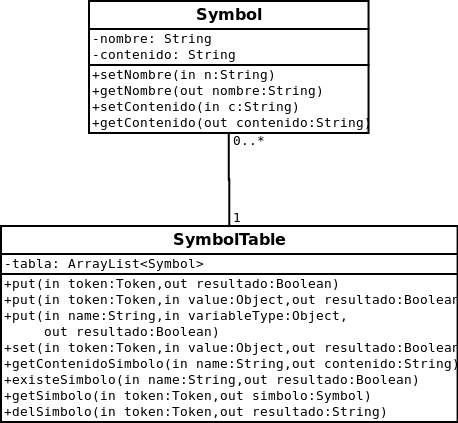 Symbol
-nombre: String
-contenido: String
+setNombre(in n:String)
+getNombre(out nombre:String)
+setContenido(in c:String)
+getContenido(out contenido:String)
0..*
1
SymbolTable
-tabla: ArrayList<Symbol>
+put(in token:Token,out resultado:Boolean)
+put(in token:Token,in value:Object,out resultado:Boolean
+put(in name:String,in variableType:Object,
out resultado:Boolean)
+set(in token:Token,in value:Object,out resultado:Boolean
+getContenidoSimbolo(in name:String,out contenido:String)
+existeSimbolo(in name:String,out resultado:Boolean)
+getSimbolo(in token:Token,out simbolo:Symbol)
+delSimbolo(in token:Token,out resultado:String)